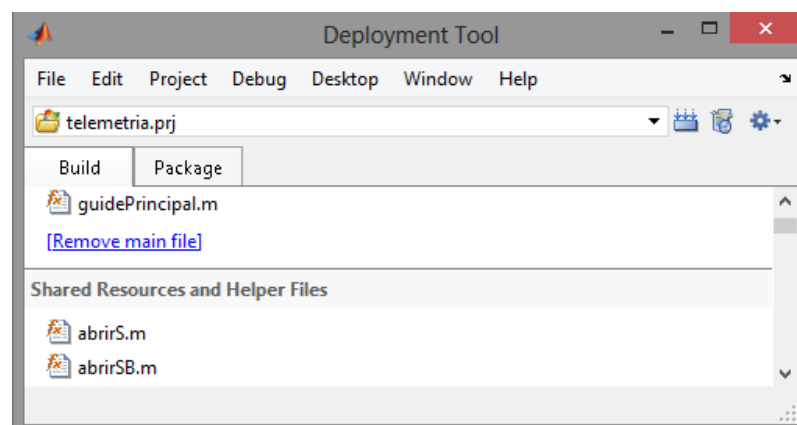 Deployment Tool
File Edit Project Debug Desktop Window Help
telemetria.prj
Build Package
guidePrincipal.m
[Remove main file]
Shared Resources and Helper Files
abrirS.m
abrirSB.m